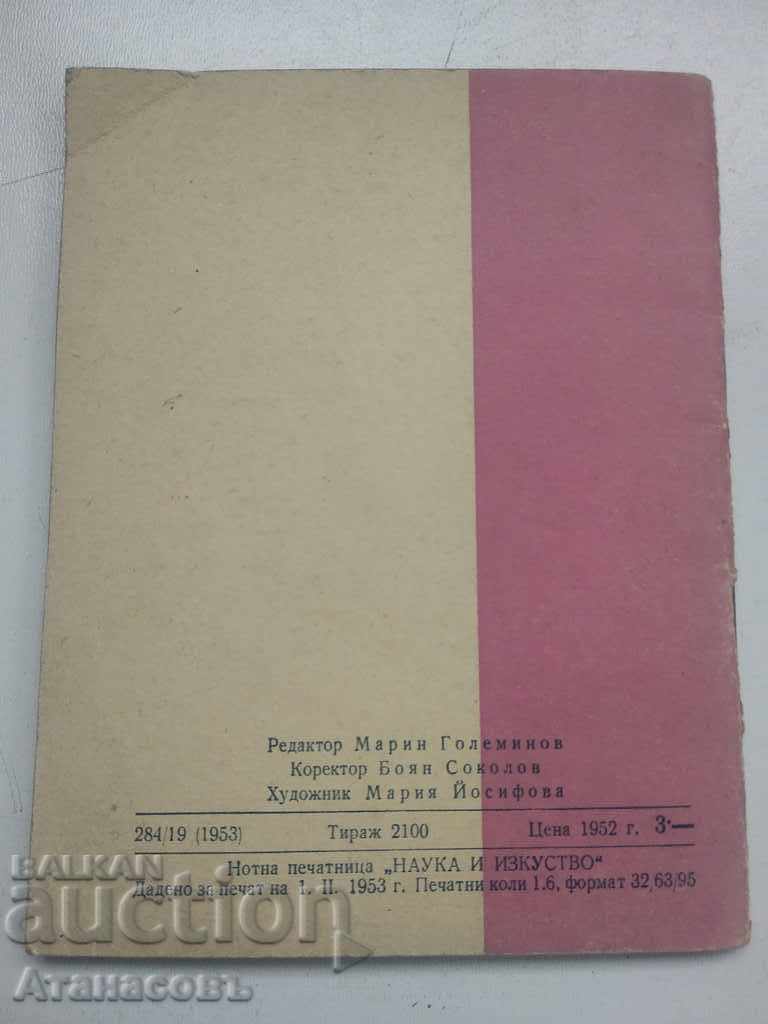 Редактор Марин Големинов
Коректор Боян Соколов
Художник Мария Йосифова
284/19 (1953) Тираж 2100 Цена 1952 г. 3·—
Нотна печатница „НАУКА И ИЗКУСТВО“
Дадено за печат на 1. II. 1953 г. Печатни коли 1.6, формат 32,63/95
BALKAN
auction
Атанасовъ